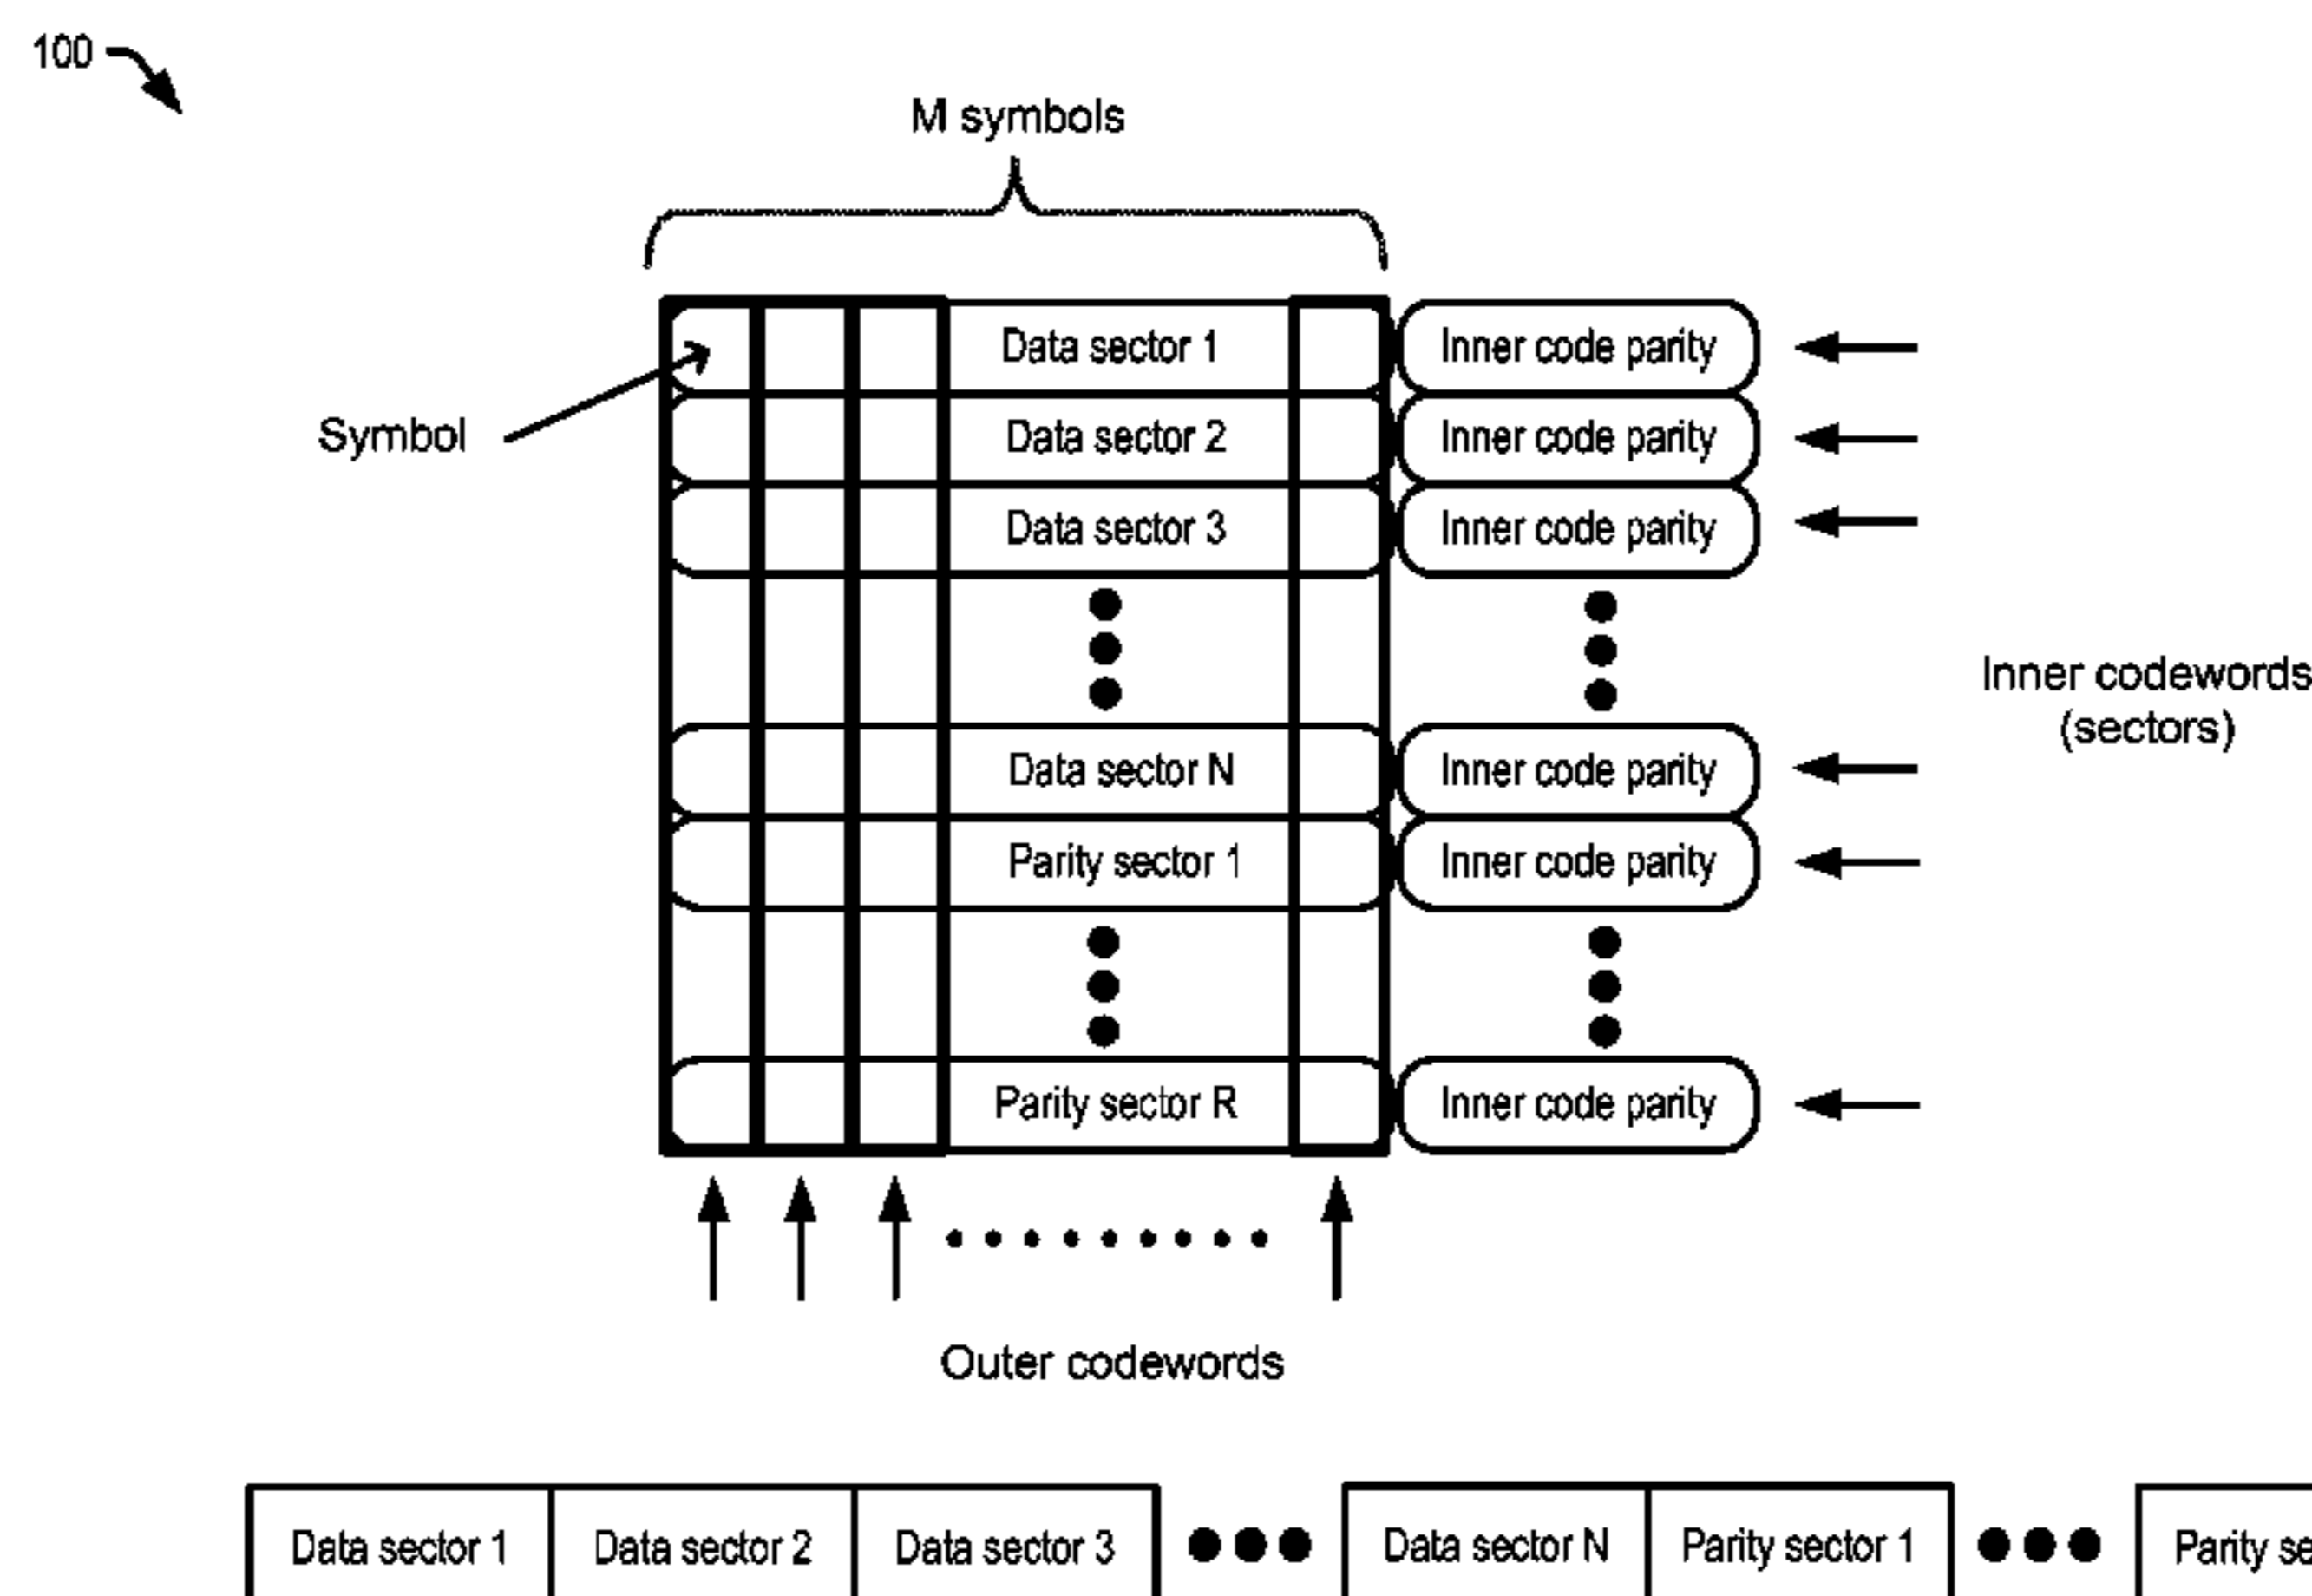 100
M symbols
Data sector 1 Inner code parity
Symbol
Data sector 2 Inner code parity
Data sector 3 Inner code parity
Inner codewords
(sectors)
Data sector N Inner code parity
Parity sector 1 Inner code parity
Parity sector R Inner code parity
Outer codewords
Data sector 1 Data sector 2 Data sector 3 Data sector N Parity sector 1 Parity